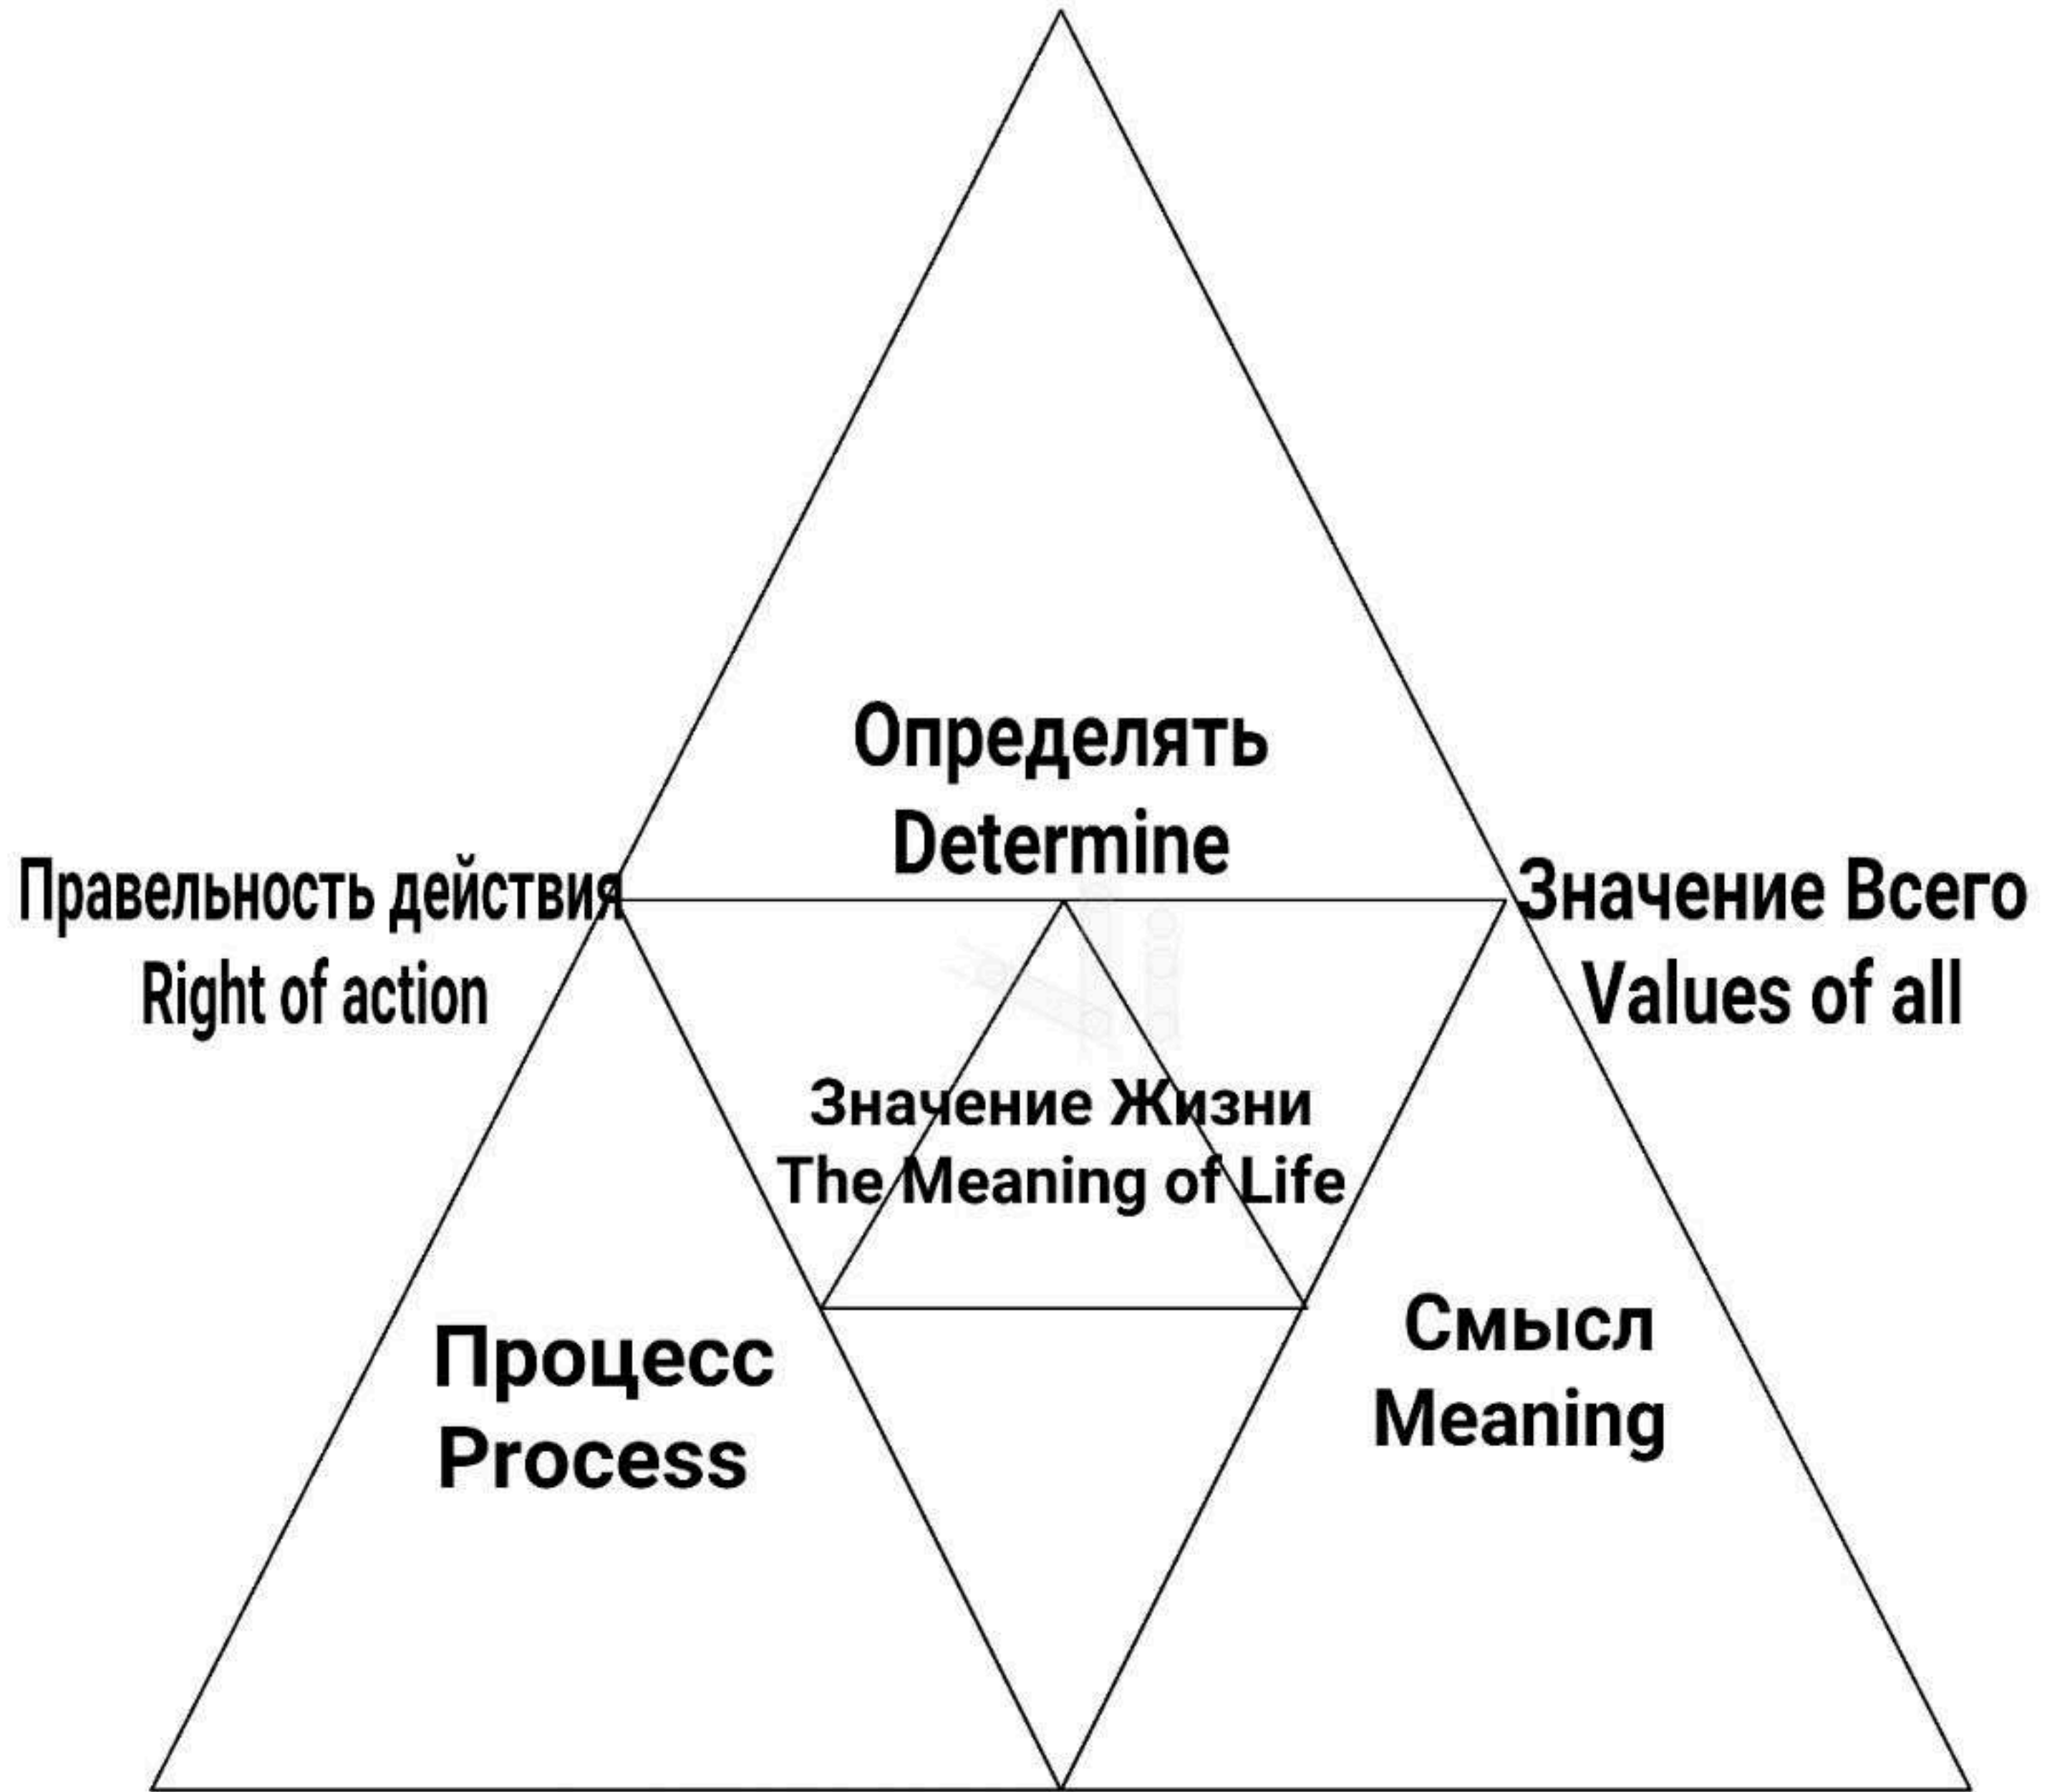 Определять
Determine
Правельность действия
Right of action
Значение Всего
Values of all
Значение Жизни
The Meaning of Life
Процесс
Process
Смысл
Meaning